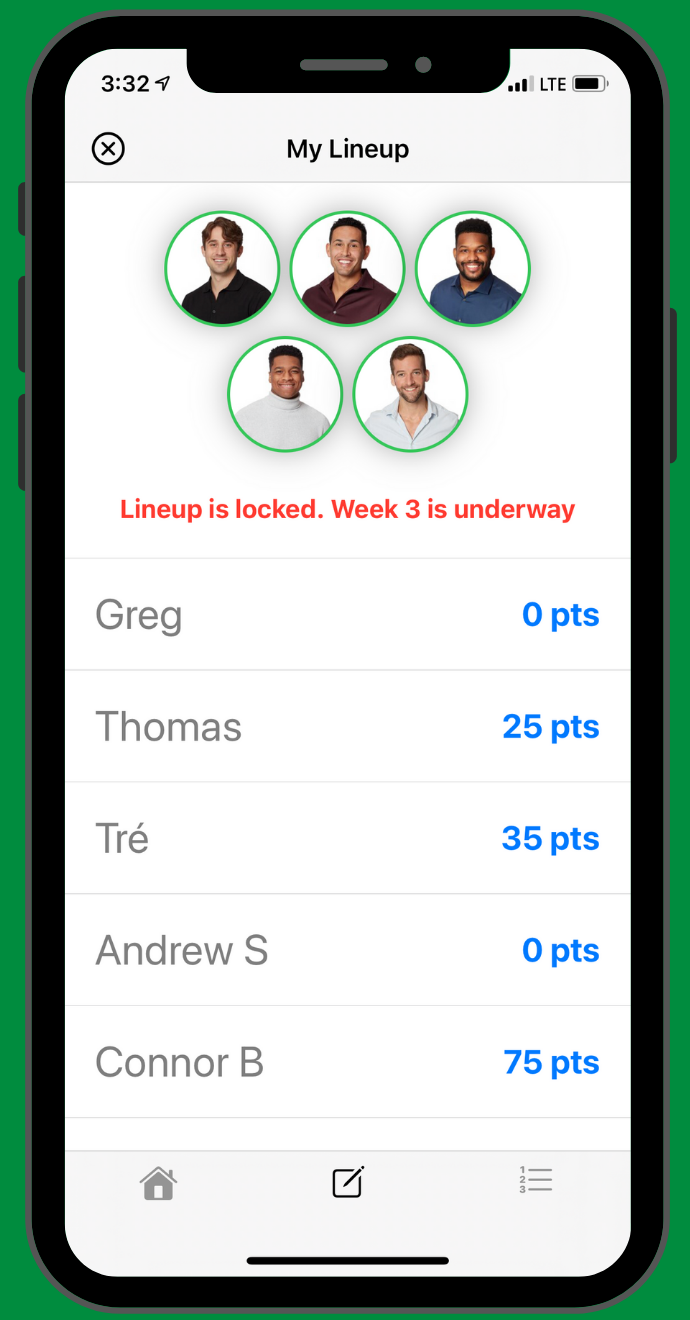 3:32 LTE
My Lineup
Lineup is locked. Week 3 is underway
Greg 0 pts
Thomas 25 pts
Tré 35 pts
Andrew S 0 pts
Connor B 75 pts
1
2
3